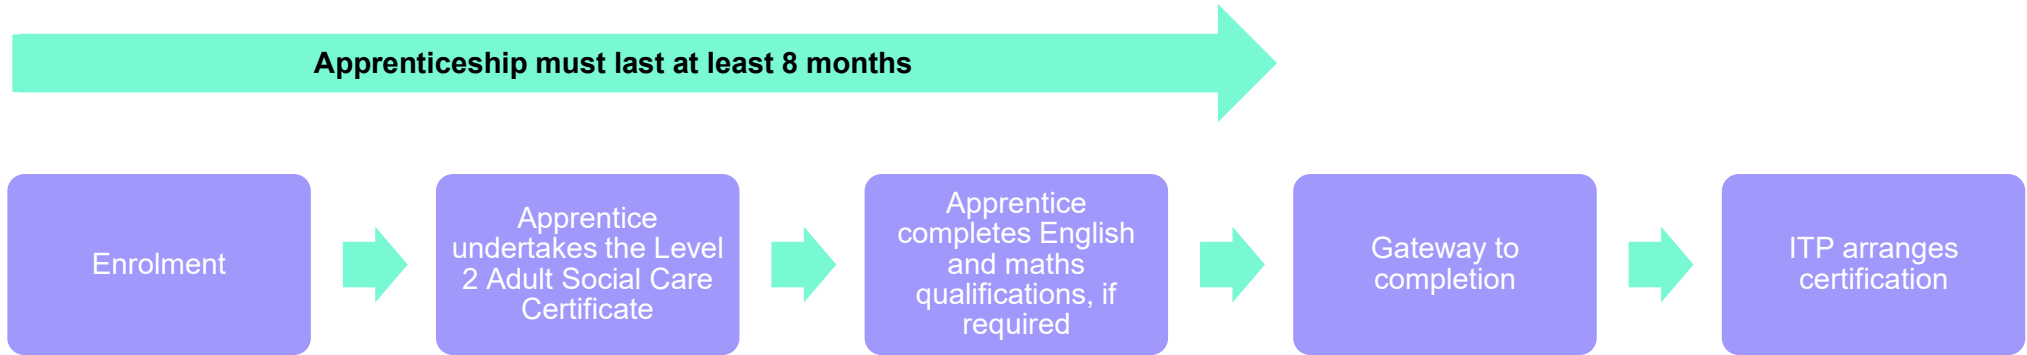 Apprenticeship must last at least 8 months
Enrolment
Apprentice
undertakes the Level
2 Adult Social Care
Certificate
Apprentice
completes English
and maths
qualifications, if
required
Gateway to
completion
ITP arranges
certification